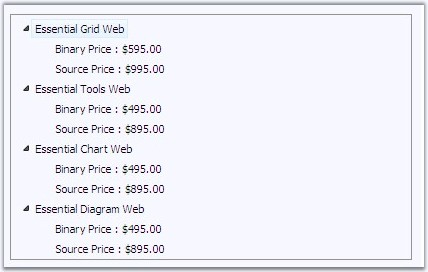 Essential Grid Web
Binary Price : $595.00
Source Price : $995.00
Essential Tools Web
Binary Price : $495.00
Source Price : $895.00
Essential Chart Web
Binary Price : $495.00
Source Price : $895.00
Essential Diagram Web
Binary Price : $495.00
Source Price : $895.00